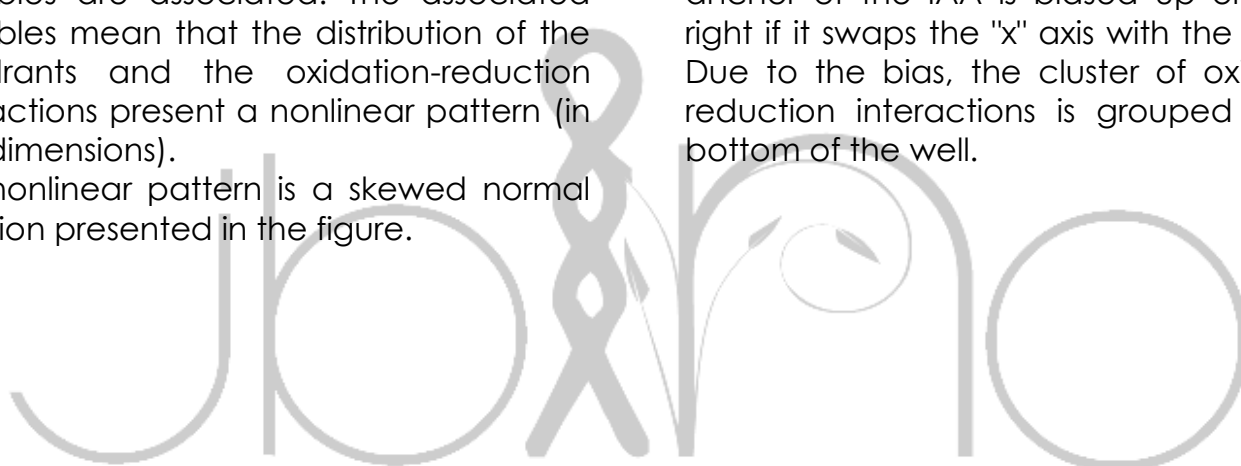 bles are associated. The associated
bles mean that the distribution of the
drants and the oxidation-reduction
actions present a nonlinear pattern (in
dimensions).
nonlinear pattern is a skewed normal
ion presented in the figure.
anchor of the IAA is biased up or
right if it swaps the "x" axis with the
Due to the bias, the cluster of ox
reduction interactions is grouped
bottom of the well.